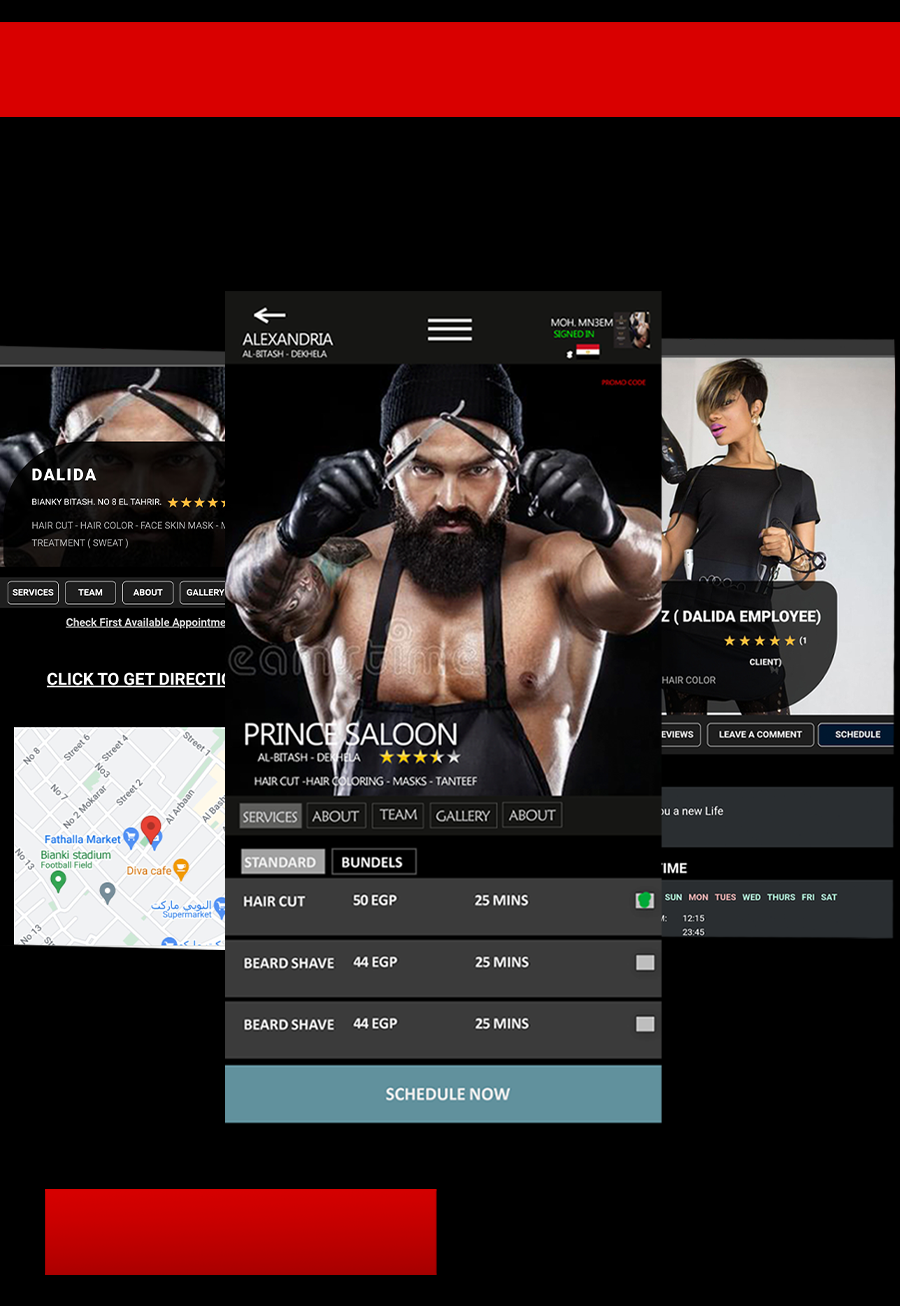 MOH. MN3EM
SIGNED IN
ALEXANDRIA
AL-BITASH - DEKHELA
PROMO CODE
DALIDA
BIANKY BITASH. NO 8 EL TAHRIR.
HAIR CUT - HAIR COLOR - FACE SKIN MASK - M
TREATMENT ( SWEAT )
SERVICES
TEAM
ABOUT
GALLERY
Check First Available Appointme
CLICK TO GET DIRECTIO
No 8
Street 6
Street 4
Street 1
No3
No 7
Street 2
No 2 Mokarar
Al Arbaan
Al Bash
Fathalla Market
Bianki stadium
Football Field
No 13
Diva cafe
النوبي ماركت
Supermarket
No 13
St
PRINCE SALOON
AL-BITASH - DEKHELA
HAIR CUT -HAIR COLORING - MASKS - TANTEEF
SERVICES
ABOUT
TEAM
GALLERY
ABOUT
STANDARD
BUNDELS
HAIR CUT 50 EGP 25 MINS
BEARD SHAVE 44 EGP 25 MINS
BEARD SHAVE 44 EGP 25 MINS
SCHEDULE NOW
Z ( DALIDA EMPLOYEE)
(1
CLIENT)
HAIR COLOR
EVIEWS
LEAVE A COMMENT
SCHEDULE
ou a new Life
TIME
SUN MON TUES WED THURS FRI SAT
M: 12:15
23:45